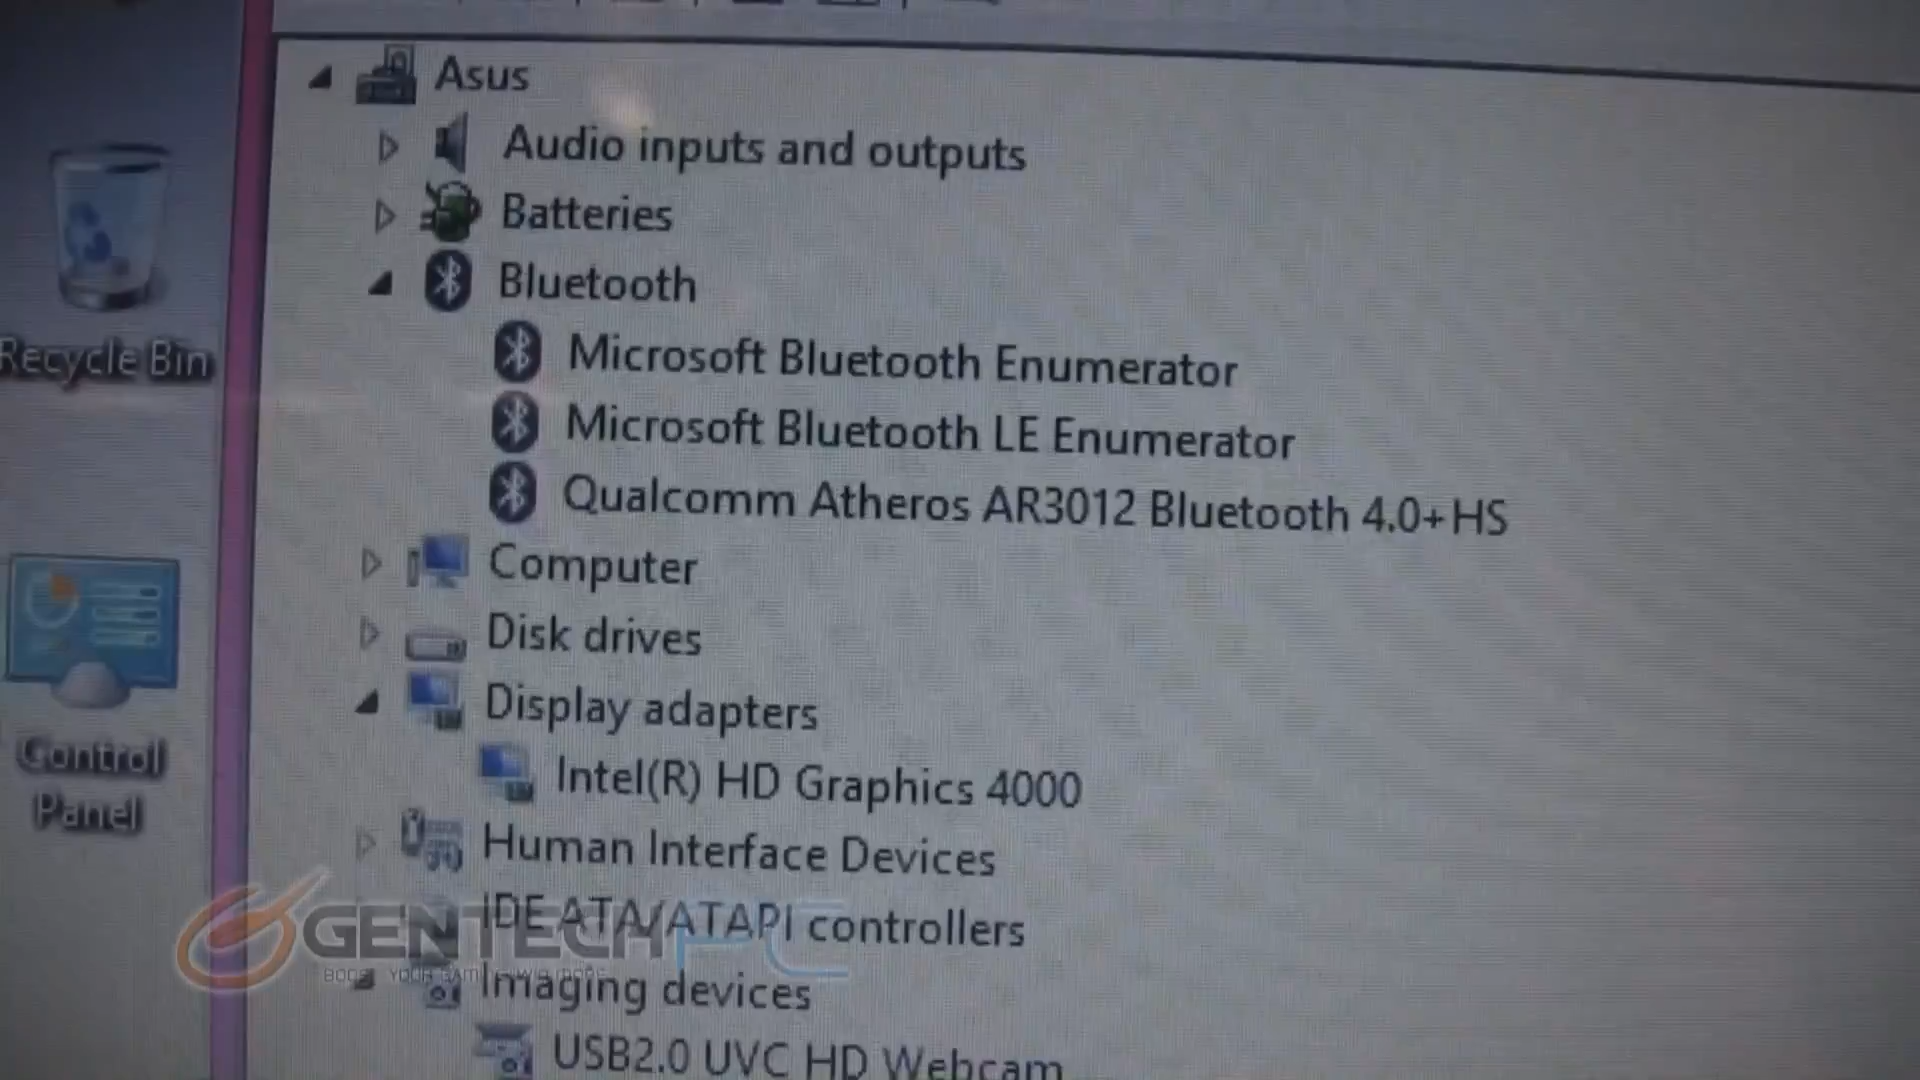 Asus
Audio inputs and outputs
Batteries
Bluetooth
Microsoft Bluetooth Enumerator
Microsoft Bluetooth LE Enumerator
Qualcomm Atheros AR3012 Bluetooth 4.0+HS
Computer
Disk drives
Display adapters
Intel(R) HD Graphics 4000
Human Interface Devices
IDE ATA/ATAPI controllers
Imaging devices
USB2.0 UVC HD Webcam
Recycle Bin
Control
Panel
GENTECH PC